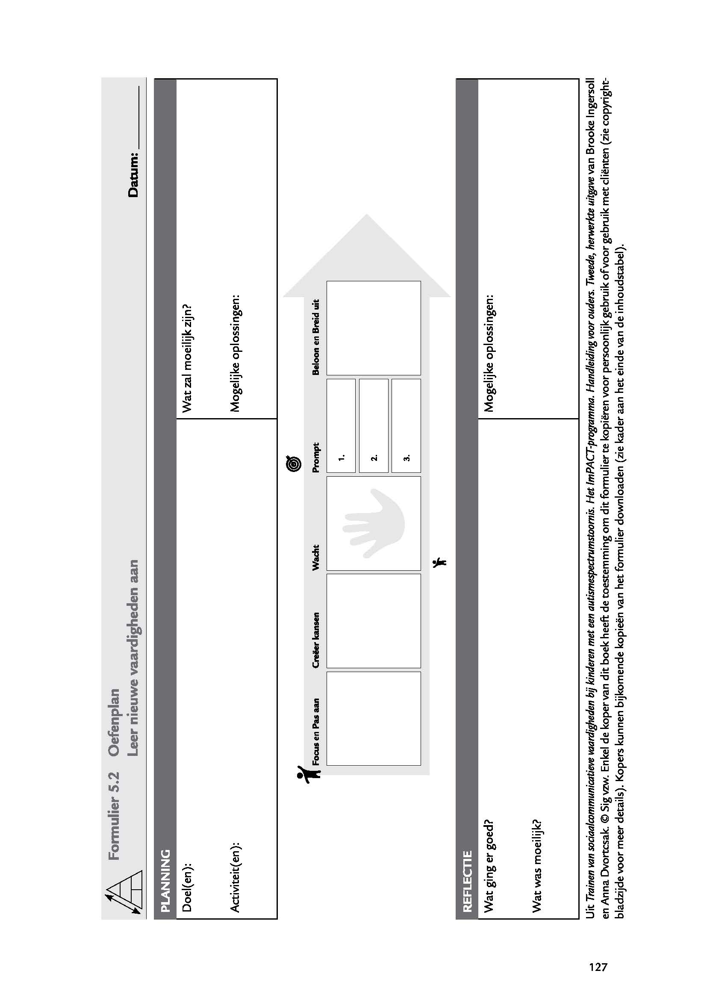 Formulier 5.2 Oefenplan
Leer nieuwe vaardigheden aan
Datum:
PLANNING
Doel(en):
Activiteit(en):
Wat zal moeilijk zijn?
Mogelijke oplossingen:
Focus en Pas aan
Creëer kansen
Wacht
Prompt
1.
2.
3.
Beloon en Breid uit
REFLECTIE
Wat ging er goed?
Wat was moeilijk?
Mogelijke oplossingen:
Uit Trainen van sociaalcommunicatieve vaardigheden bij kinderen met een autismespectrumstoornis. Het ImPACT-programma. Handleiding voor ouders. Tweede, herwerkte uitgave van Brooke Ingersoll
en Anna Dvortcsak. © Sig vzw. Enkel de koper van dit boek heeft de toestemming om dit formulier te kopiëren voor persoonlijk gebruik of voor gebruik met cliënten (zie copyright-
bladzijde voor meer details). Kopers kunnen bijkomende kopieën van het formulier downloaden (zie kader aan het einde van de inhoudstabel).
127